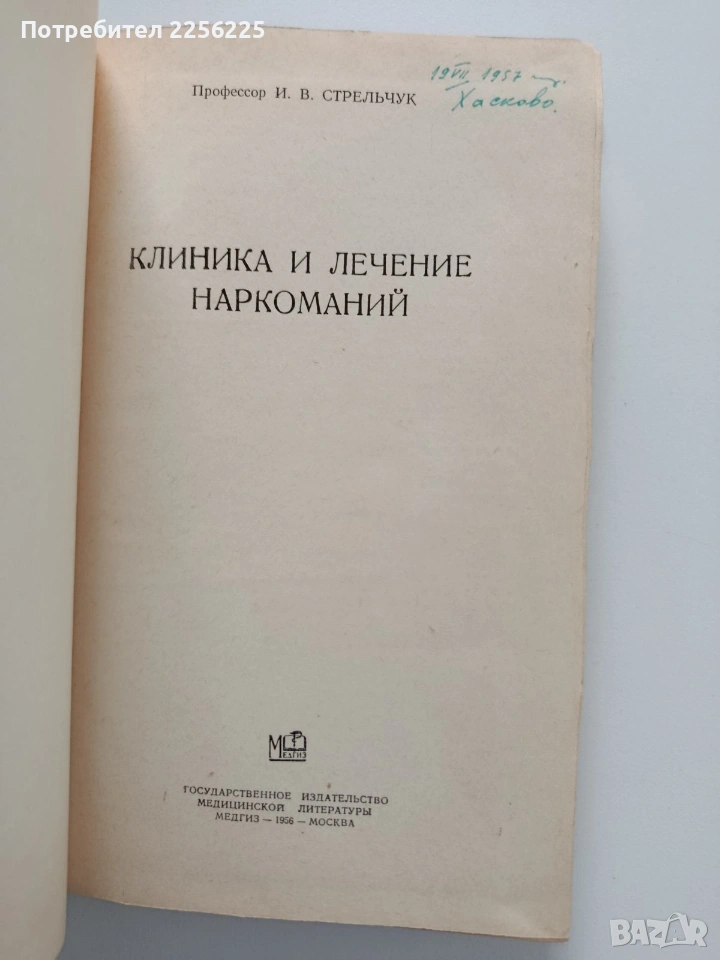 Потребител 2256225
19 VII 1957
Хасково.
Профессор И. В. СТРЕЛЬЧУК
КЛИНИКА И ЛЕЧЕНИЕ
НАРКОМАНИЙ
МЕДГИЗ
ГОСУДАРСТВЕННОЕ ИЗДАТЕЛЬСТВО
МЕДИЦИНСКОЙ ЛИТЕРАТУРЫ
МЕДГИЗ — 1956 — МОСКВА
BAZAR